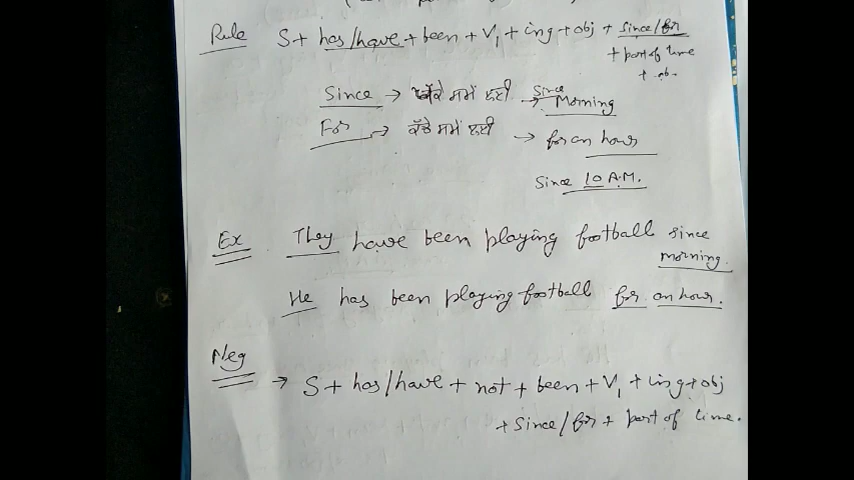 Rule S + has/have + been + V1 + ing + obj + since/for
+ part of time
+ ob.
Since → ਪੱਕੇ ਸਮੇਂ ਲਈ → Since Morning
For → ਕੱਚੇ ਸਮੇਂ ਲਈ → for an hour
Since 10 A.M.
Ex They have been playing football since
morning.
He has been playing football for an hour.
Neg
→ S + has/have + not + been + V1 + ing + obj
+ Since/for + part of time.